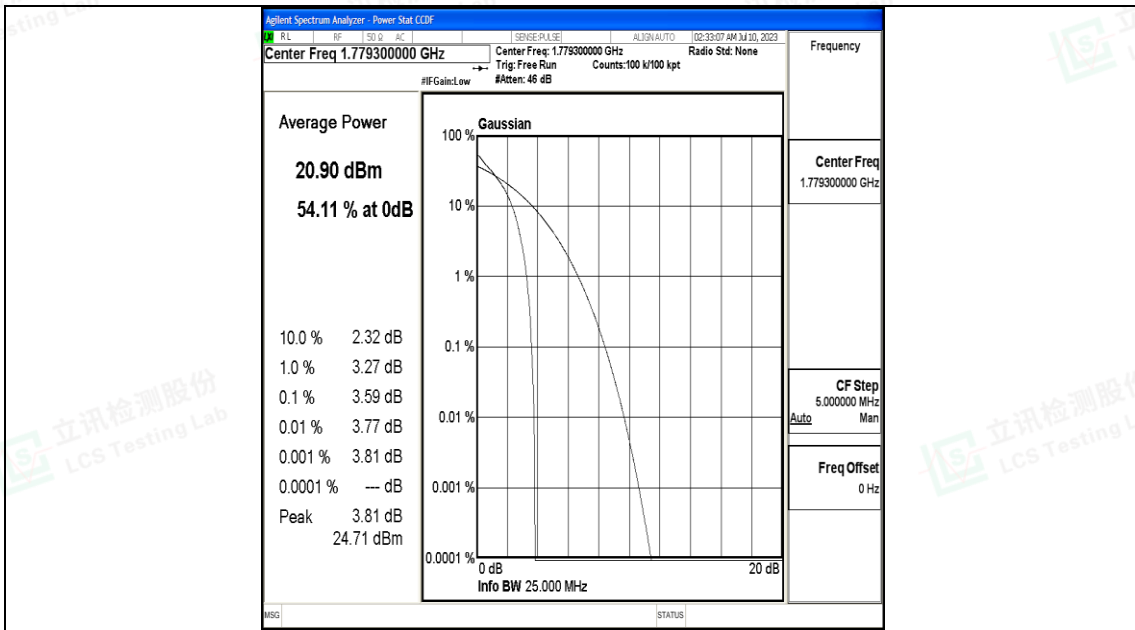 Agilent Spectrum Analyzer - Power Stat CCDF
RL RF 50 Ω AC SENSE:PULSE ALIGN AUTO 02:33:07 AM Jul 10, 2023
Center Freq 1.779300000 GHz
Center Freq: 1.779300000 GHz
Radio Std: None
Trig: Free Run Counts:100 k/100 kpt
#IFGain:Low #Atten: 46 dB
Frequency
Average Power
20.90 dBm
54.11 % at 0dB
10.0 % 2.32 dB
1.0 % 3.27 dB
0.1 % 3.59 dB
0.01 % 3.77 dB
0.001 % 3.81 dB
0.0001 % --- dB
Peak 3.81 dB
24.71 dBm
Gaussian
100 %
10 %
1 %
0.1 %
0.01 %
0.001 %
0.0001 %
0 dB 20 dB
Info BW 25.000 MHz
Center Freq
1.779300000 GHz
CF Step
5.000000 MHz
Auto Man
Freq Offset
0 Hz
MSG STATUS
立讯检测股份
LCS Testing Lab
立讯检测股份
LCS Testing L